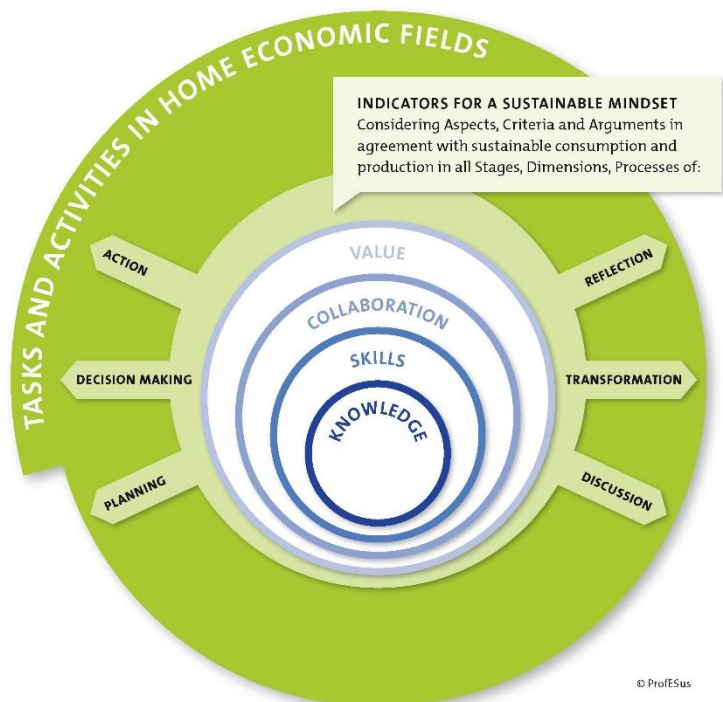 TASKS AND ACTIVITIES IN HOME ECONOMIC FIELDS
INDICATORS FOR A SUSTAINABLE MINDSET
Considering Aspects, Criteria and Arguments in
agreement with sustainable consumption and
production in all Stages, Dimensions, Processes of:
ACTION
DECISION MAKING
PLANNING
VALUE
COLLABORATION
SKILLS
KNOWLEDGE
REFLECTION
TRANSFORMATION
DISCUSSION
© ProfESus